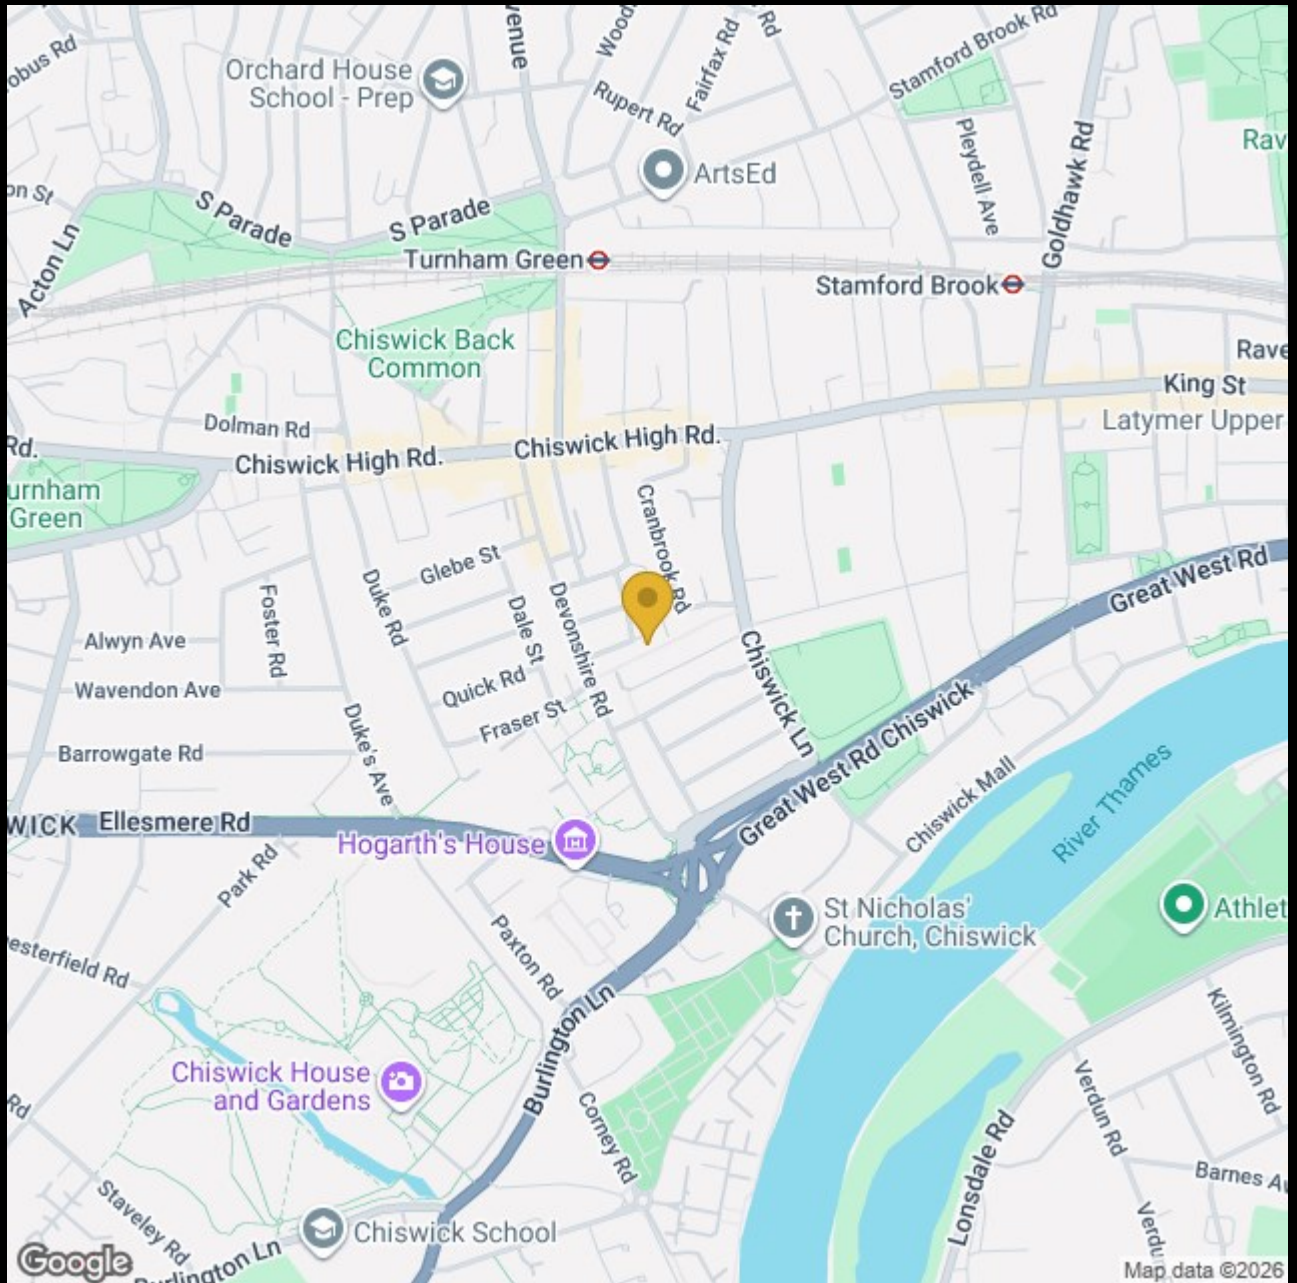 Orchard House
School - Prep
Rupert Rd
Fairfax Rd
Rd
Stamford Brook Rd
Pleydell Ave
Goldhawk Rd
ArtsEd
S Parade
S Parade
Acton Ln
Turnham Green
Stamford Brook
Chiswick Back
Common
King St
Latymer Upper
Dolman Rd
Chiswick High Rd.
Chiswick High Rd.
Rd.
Green
Cranbrook Rd
Glebe St
Duke Rd
Foster Rd
Dale St
Devonshire Rd
Great West Rd
Alwyn Ave
Wavendon Ave
Quick Rd
Fraser St
Chiswick Ln
Barrowgate Rd
Duke's Ave
Great West Rd Chiswick
Chiswick Mall
River Thames
Ellesmere Rd
Hogarth's House
Park Rd
St Nicholas'
Church, Chiswick
Paxton Rd
Burlington Ln
Kilmington Rd
Chiswick House
and Gardens
Corney Rd
Verdun Rd
Lonsdale Rd
Rd
Staveley Rd
Chiswick School
Burlington Ln
Google
Map data ©2026